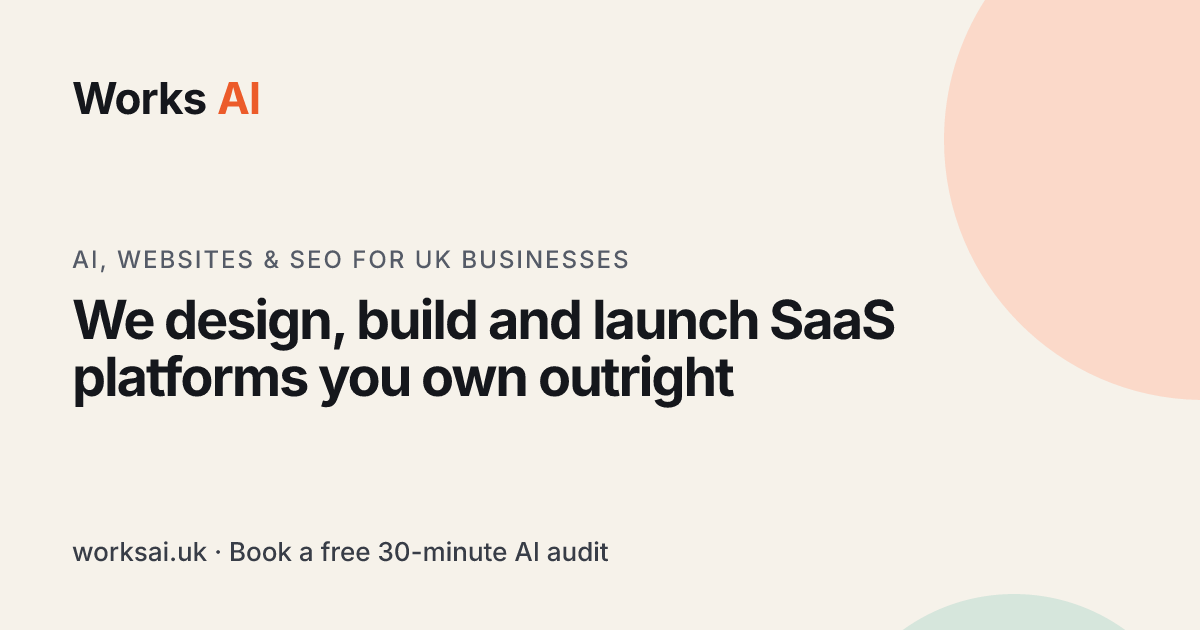 Works AI
AI, WEBSITES & SEO FOR UK BUSINESSES
We design, build and launch SaaS
platforms you own outright
worksai.uk · Book a free 30-minute AI audit